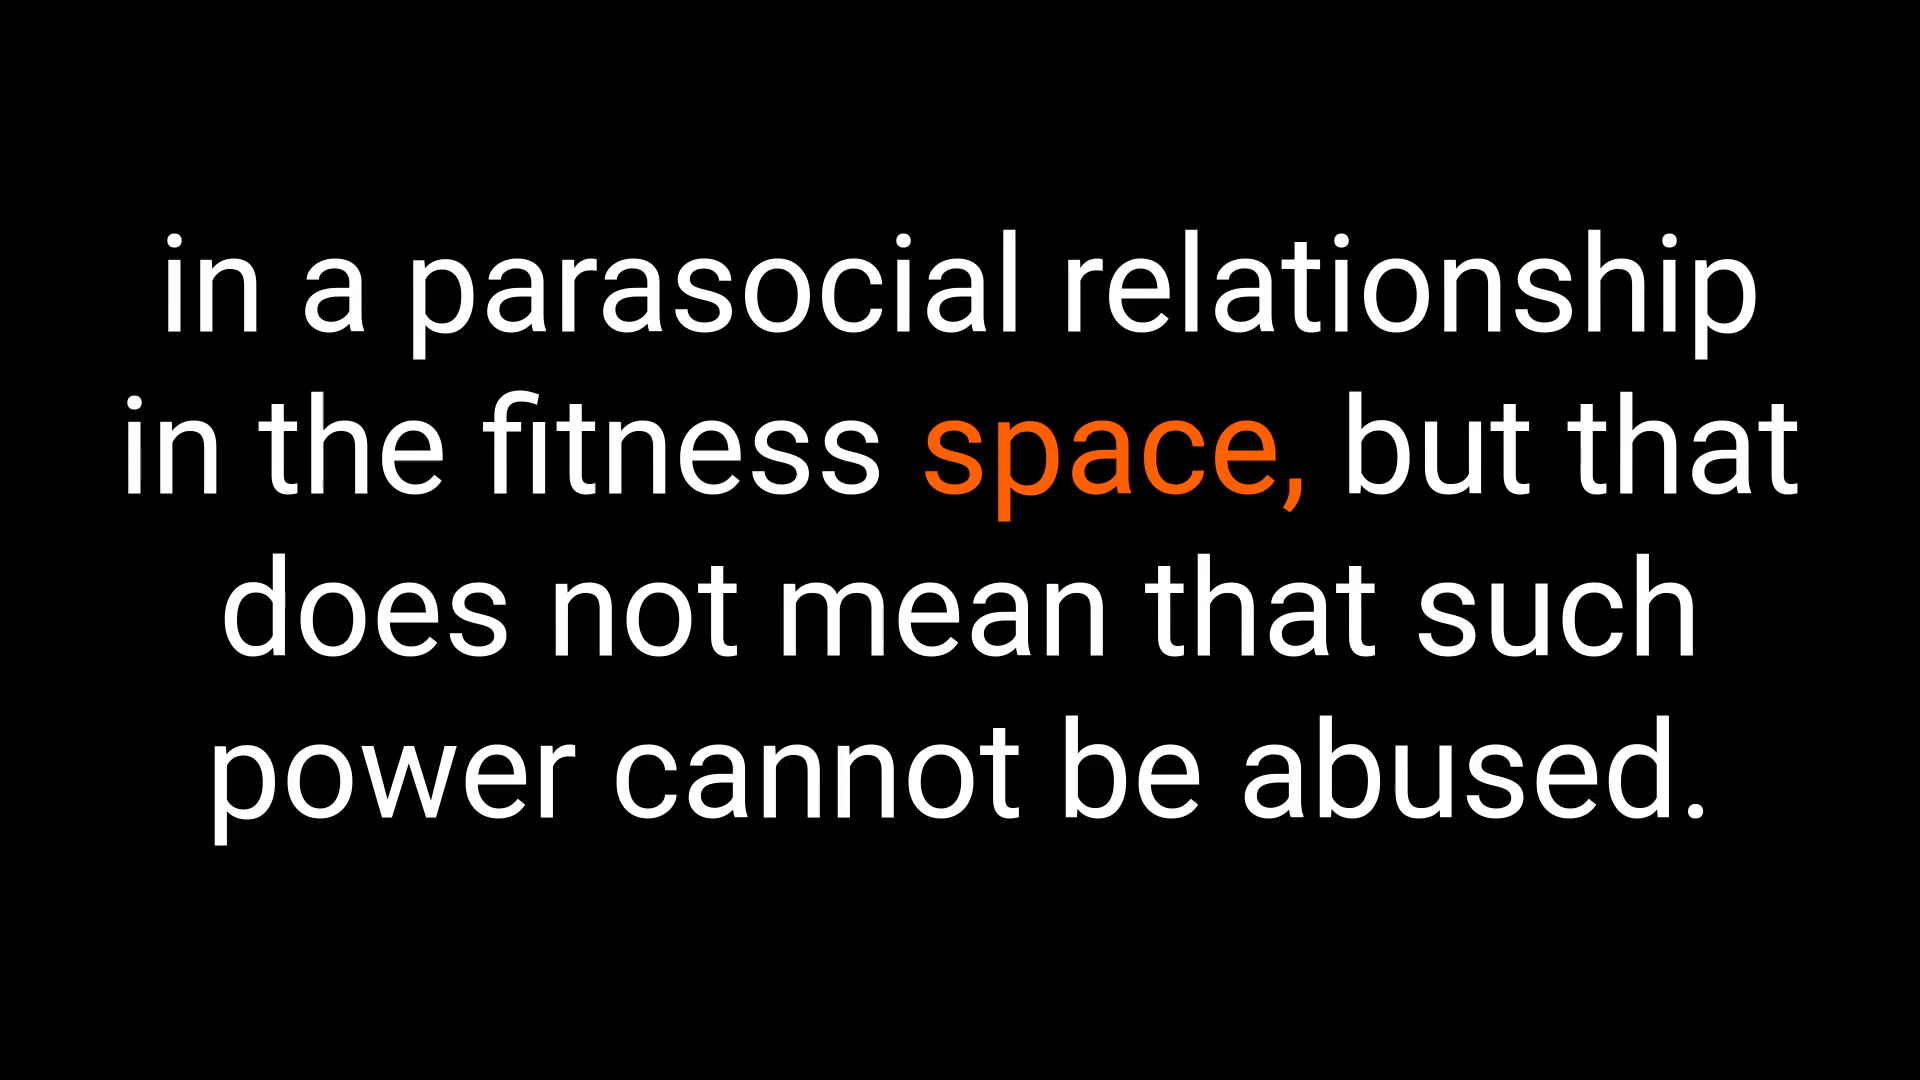 in a parasocial relationship
in the fitness space, but that
does not mean that such
power cannot be abused.